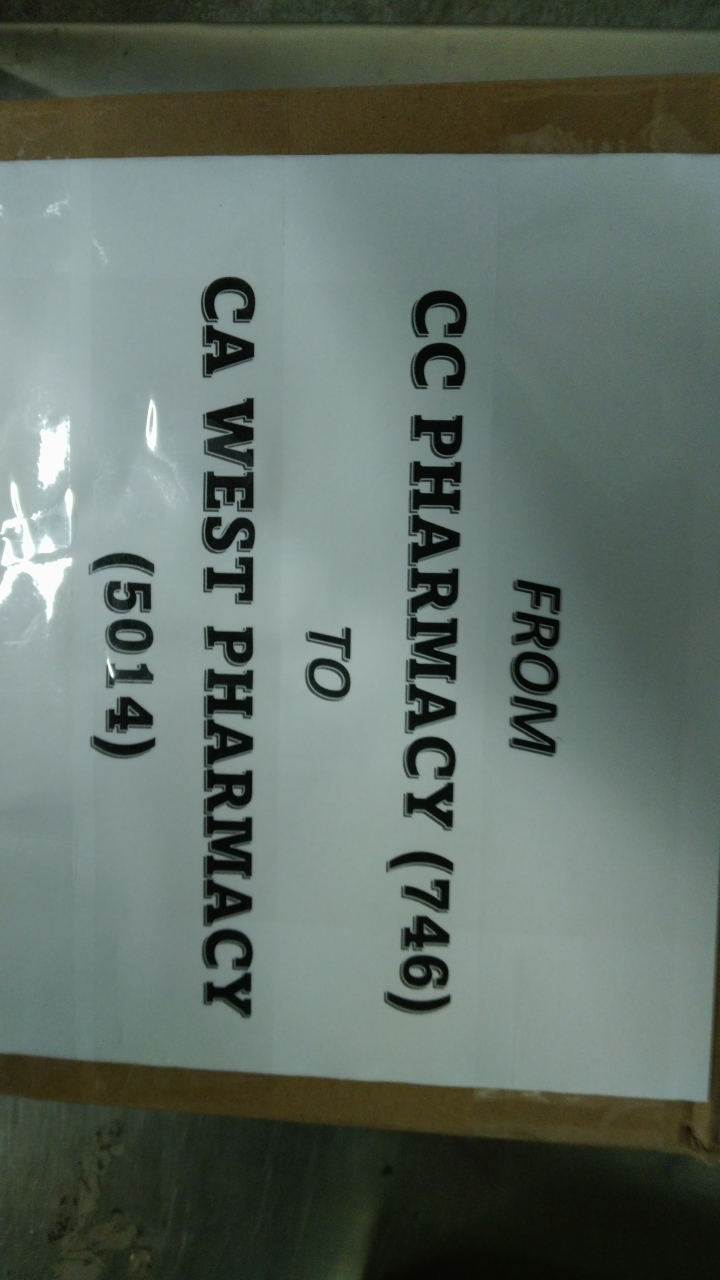 FROM
CC PHARMACY (746)
TO
CA WEST PHARMACY
(5014)